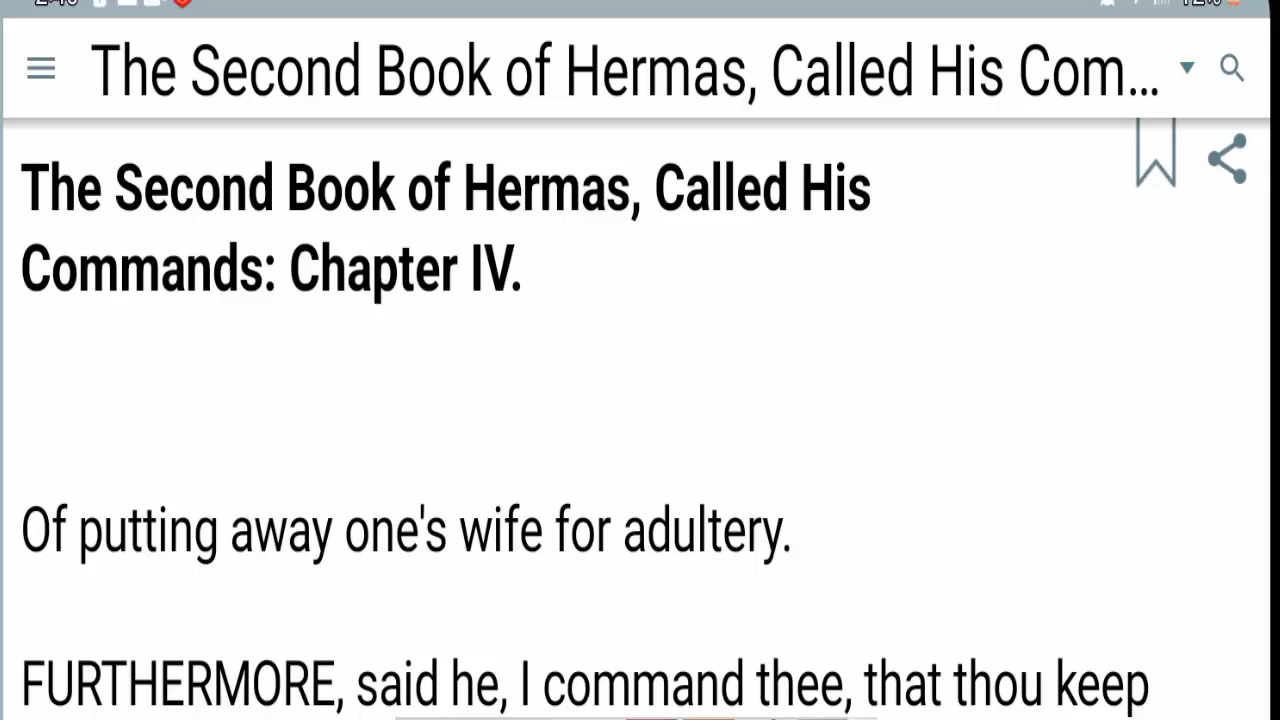 The Second Book of Hermas, Called His Com...
The Second Book of Hermas, Called His
Commands: Chapter IV.
Of putting away one's wife for adultery.
FURTHERMORE, said he, I command thee, that thou keep